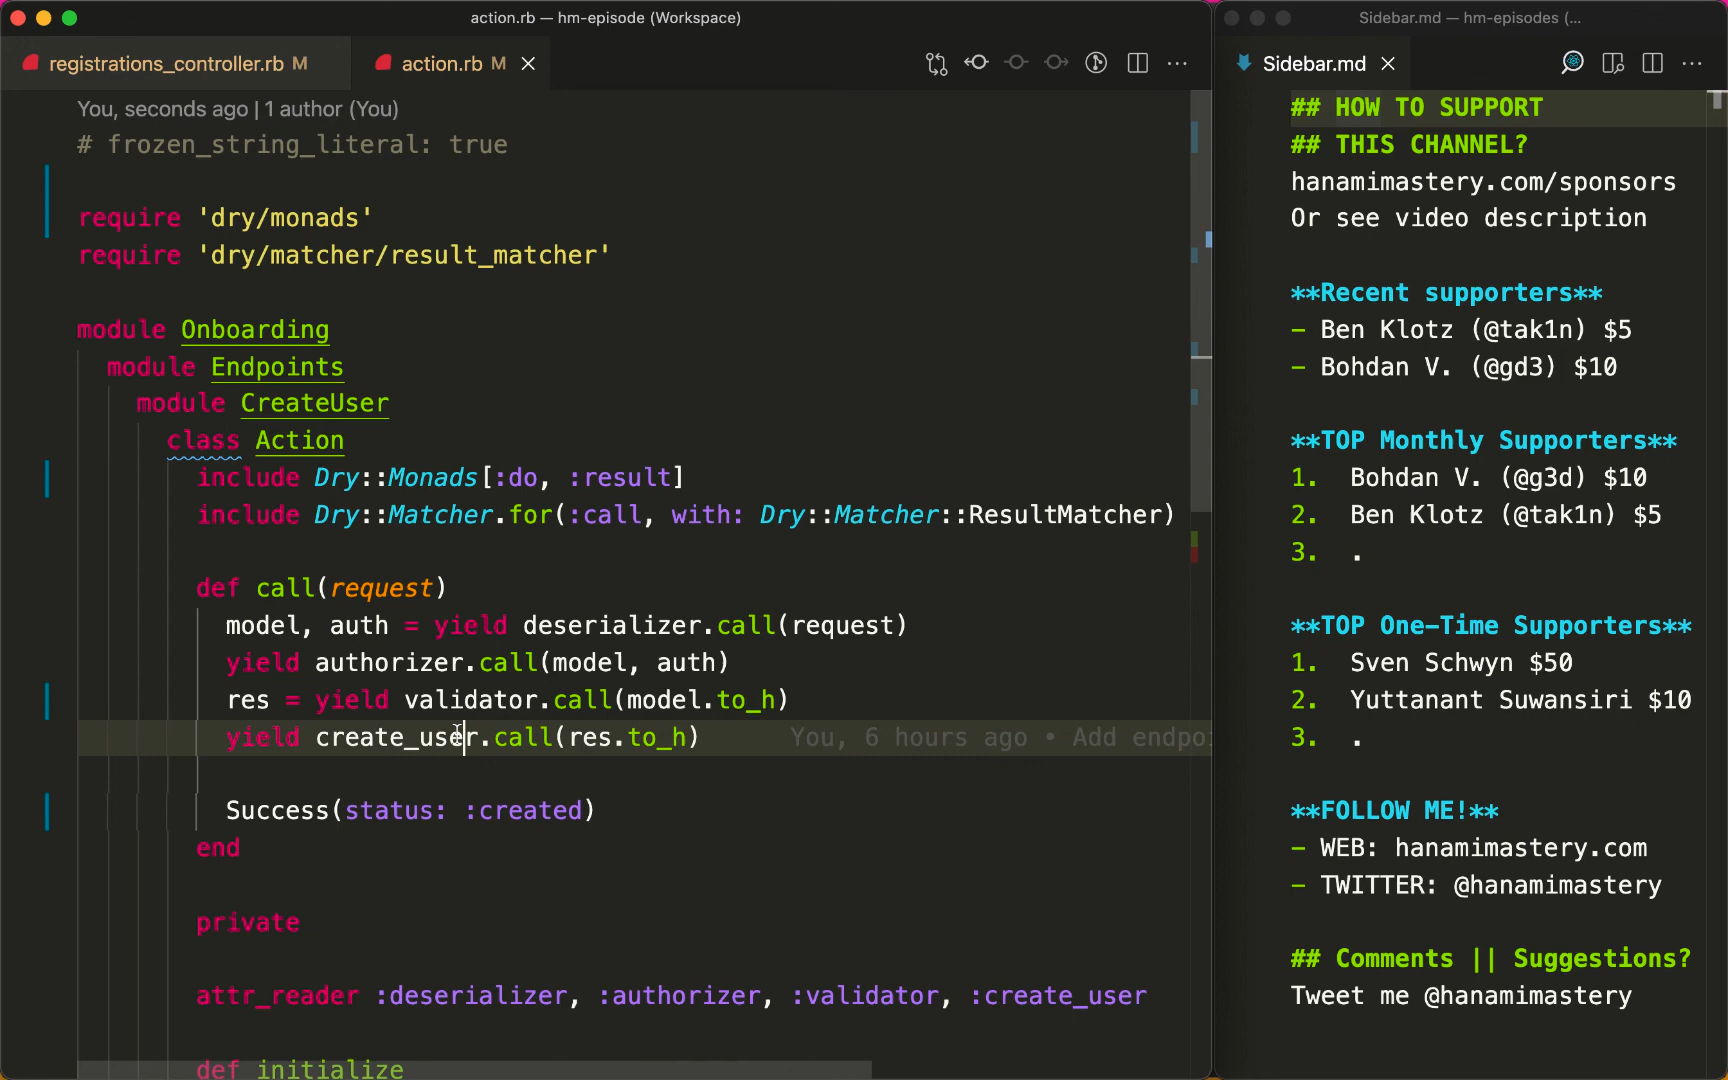 action.rb — hm-episode (Workspace)
registrations_controller.rb M
action.rb M
You, seconds ago | 1 author (You)
# frozen_string_literal: true
require 'dry/monads'
require 'dry/matcher/result_matcher'
module Onboarding
module Endpoints
module CreateUser
class Action
include Dry::Monads[:do, :result]
include Dry::Matcher.for(:call, with: Dry::Matcher::ResultMatcher)
def call(request)
model, auth = yield deserializer.call(request)
yield authorizer.call(model, auth)
res = yield validator.call(model.to_h)
yield create_user.call(res.to_h) You, 6 hours ago • Add endpoi
Success(status: :created)
end
private
attr_reader :deserializer, :authorizer, :validator, :create_user
def initialize
Sidebar.md — hm-episodes (...
Sidebar.md
## HOW TO SUPPORT
## THIS CHANNEL?
hanamimastery.com/sponsors
Or see video description
**Recent supporters**
- Ben Klotz (@tak1n) $5
- Bohdan V. (@gd3) $10
**TOP Monthly Supporters**
1. Bohdan V. (@g3d) $10
2. Ben Klotz (@tak1n) $5
3. .
**TOP One-Time Supporters**
1. Sven Schwyn $50
2. Yuttanant Suwansiri $10
3. .
**FOLLOW ME!**
- WEB: hanamimastery.com
- TWITTER: @hanamimastery
## Comments || Suggestions?
Tweet me @hanamimastery